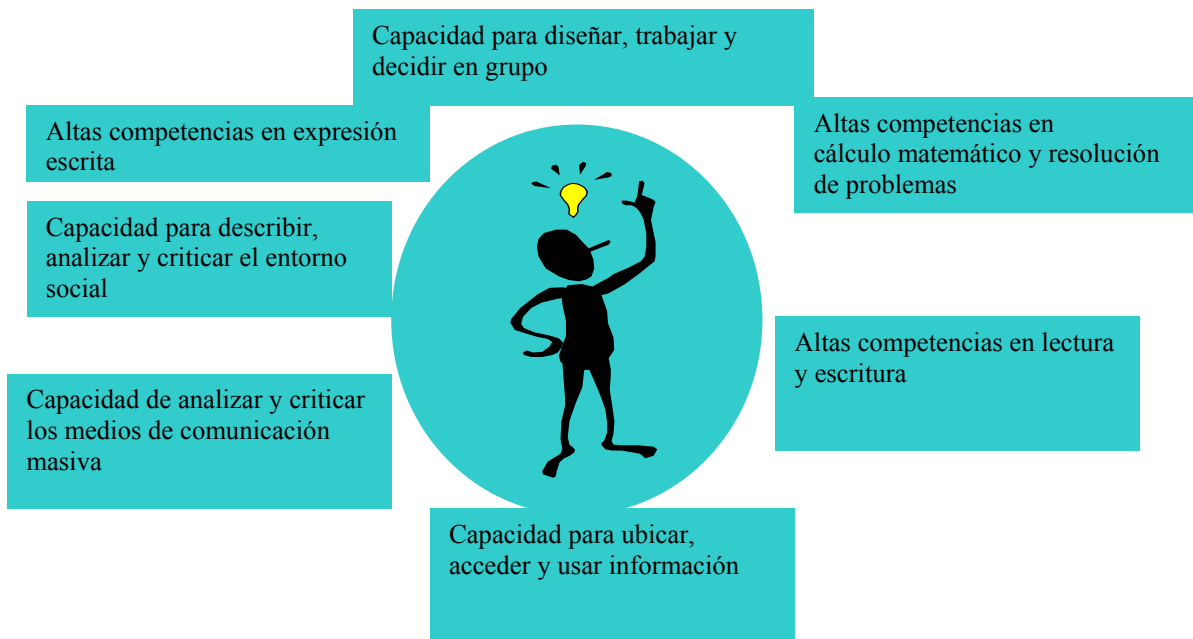 Capacidad para diseñar, trabajar y
decidir en grupo
Altas competencias en expresión
escrita
Altas competencias en
cálculo matemático y resolución
de problemas
Capacidad para describir,
analizar y criticar el entorno
social
Altas competencias en lectura
y escritura
Capacidad de analizar y criticar
los medios de comunicación
masiva
Capacidad para ubicar,
acceder y usar información